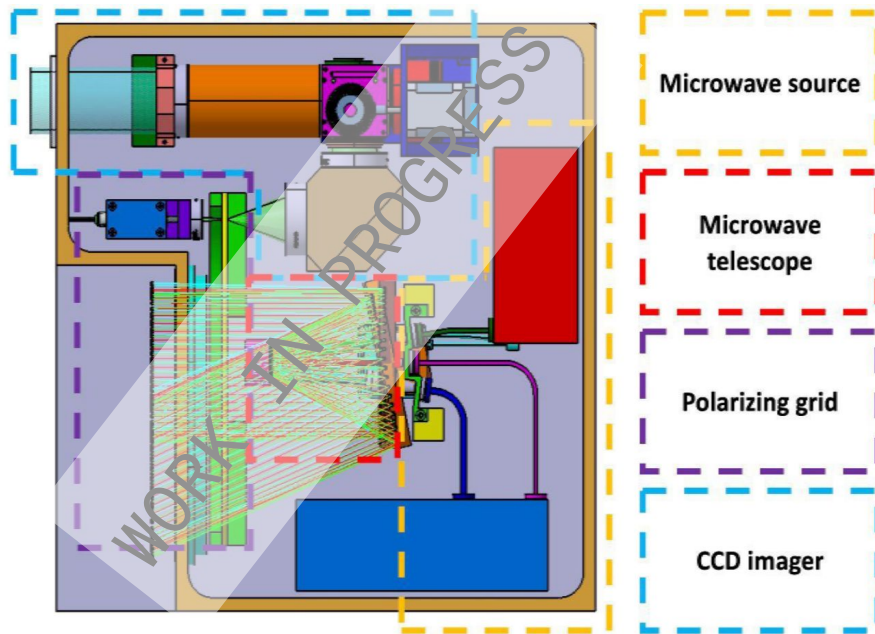 WORK IN PROGRESS
Microwave source
Microwave
telescope
Polarizing grid
CCD imager